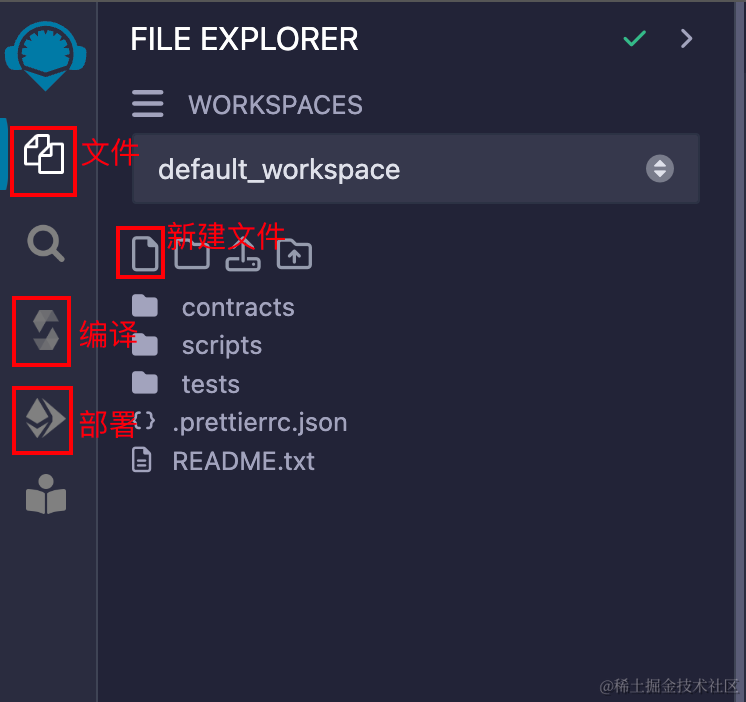 FILE EXPLORER
WORKSPACES
文件
default_workspace
新建文件
contracts
编译
scripts
tests
部署
.prettierrc.json
README.txt
@稀土掘金技术社区